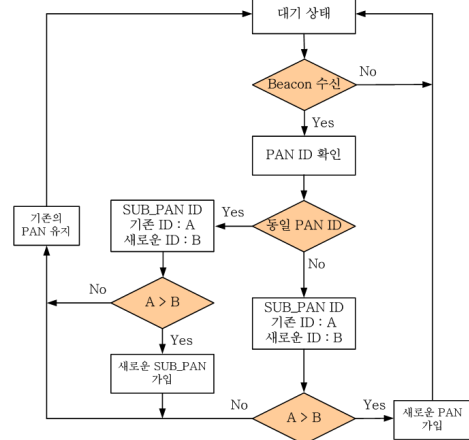 대기 상태
Beacon 수신
No
Yes
PAN ID 확인
동일 PAN ID
Yes
No
SUB_PAN ID
기존 ID : A
새로운 ID : B
기존의
PAN 유지
A > B
No
Yes
SUB_PAN ID
기존 ID : A
새로운 ID : B
새로운 SUB_PAN
가입
A > B
No
Yes
새로운 PAN
가입